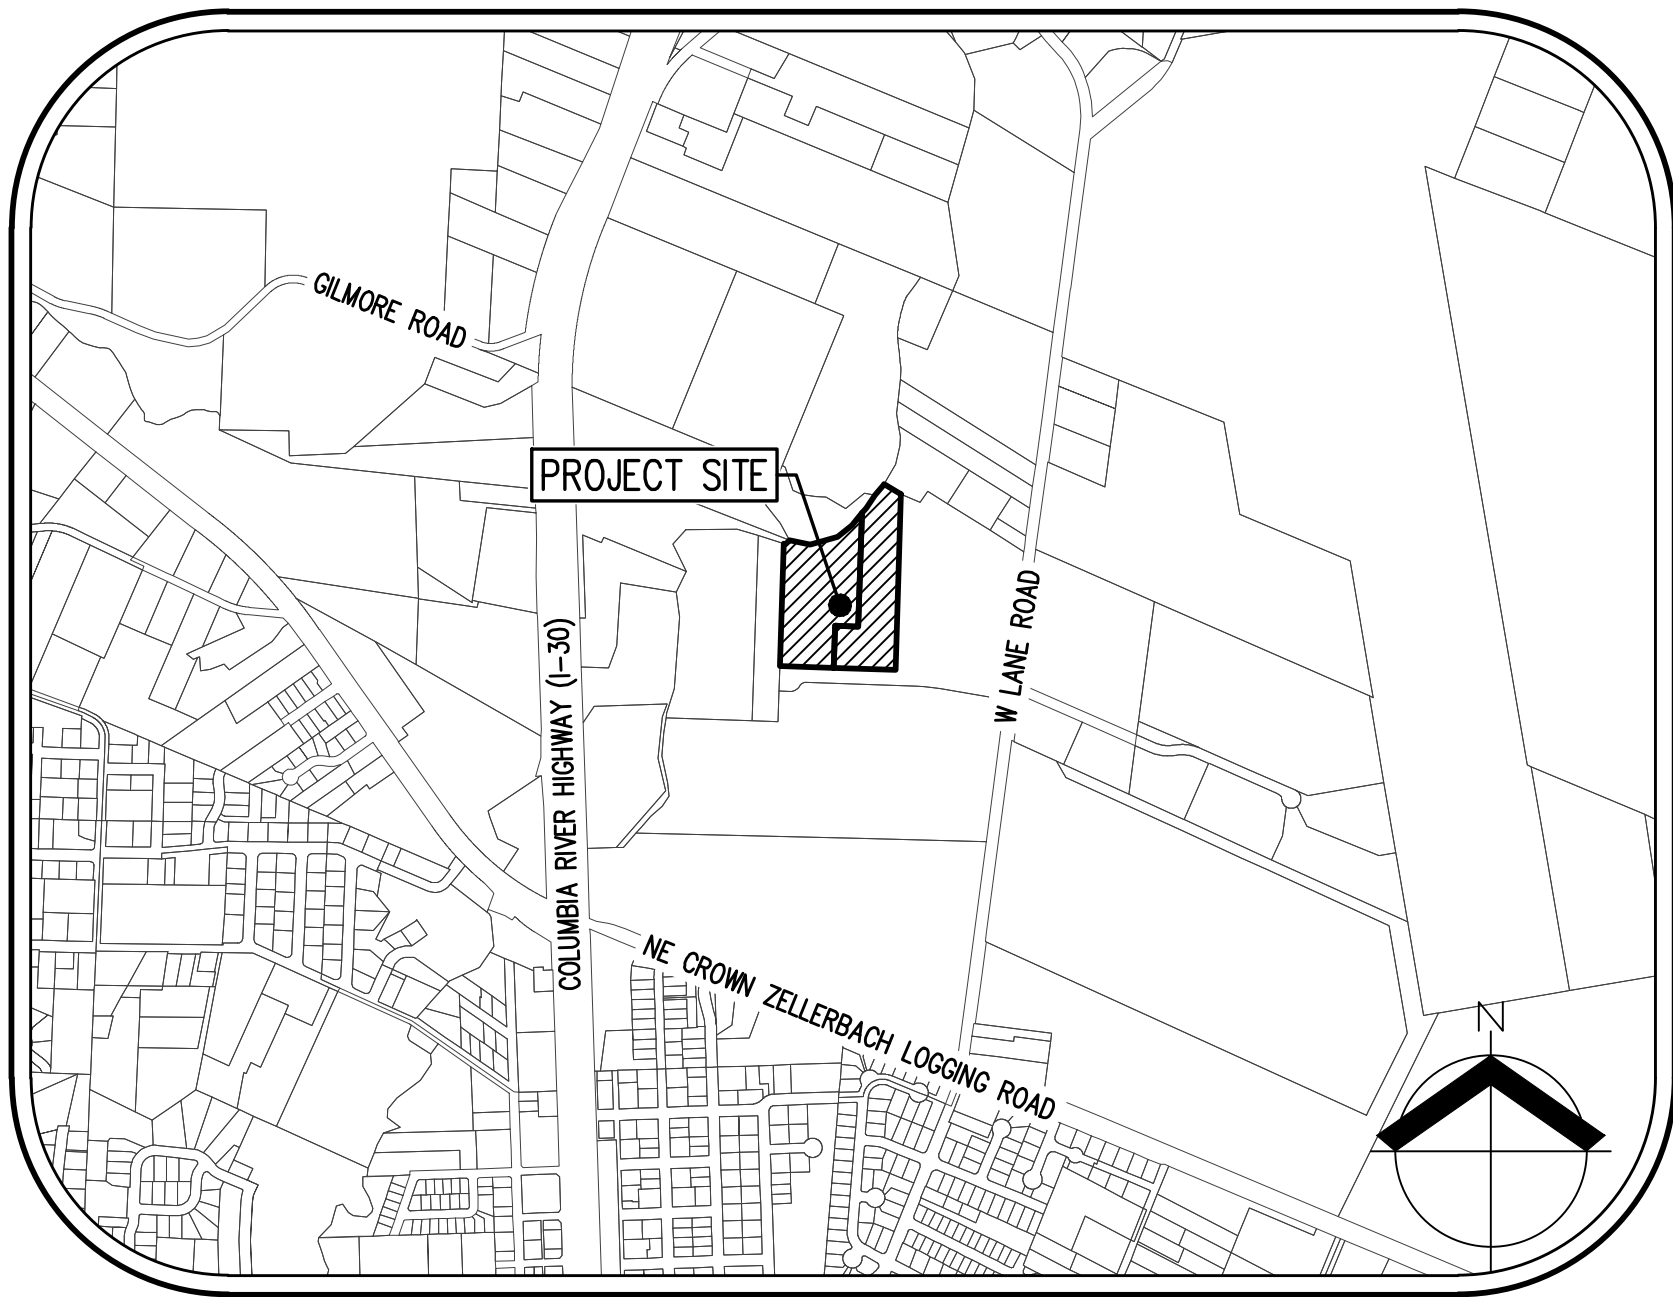 GILMORE ROAD
PROJECT SITE
W LANE ROAD
COLUMBIA RIVER HIGHWAY (I-30)
NE CROWN ZELLERBACH LOGGING ROAD
N